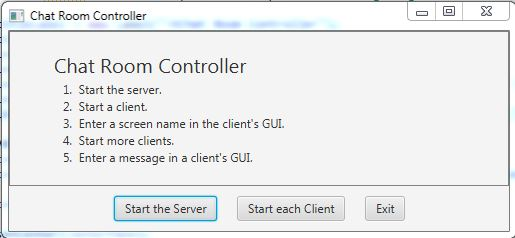 Chat Room Controller
Chat Room Controller
1. Start the server.
2. Start a client.
3. Enter a screen name in the client's GUI.
4. Start more clients.
5. Enter a message in a client's GUI.
Start the Server Start each Client Exit